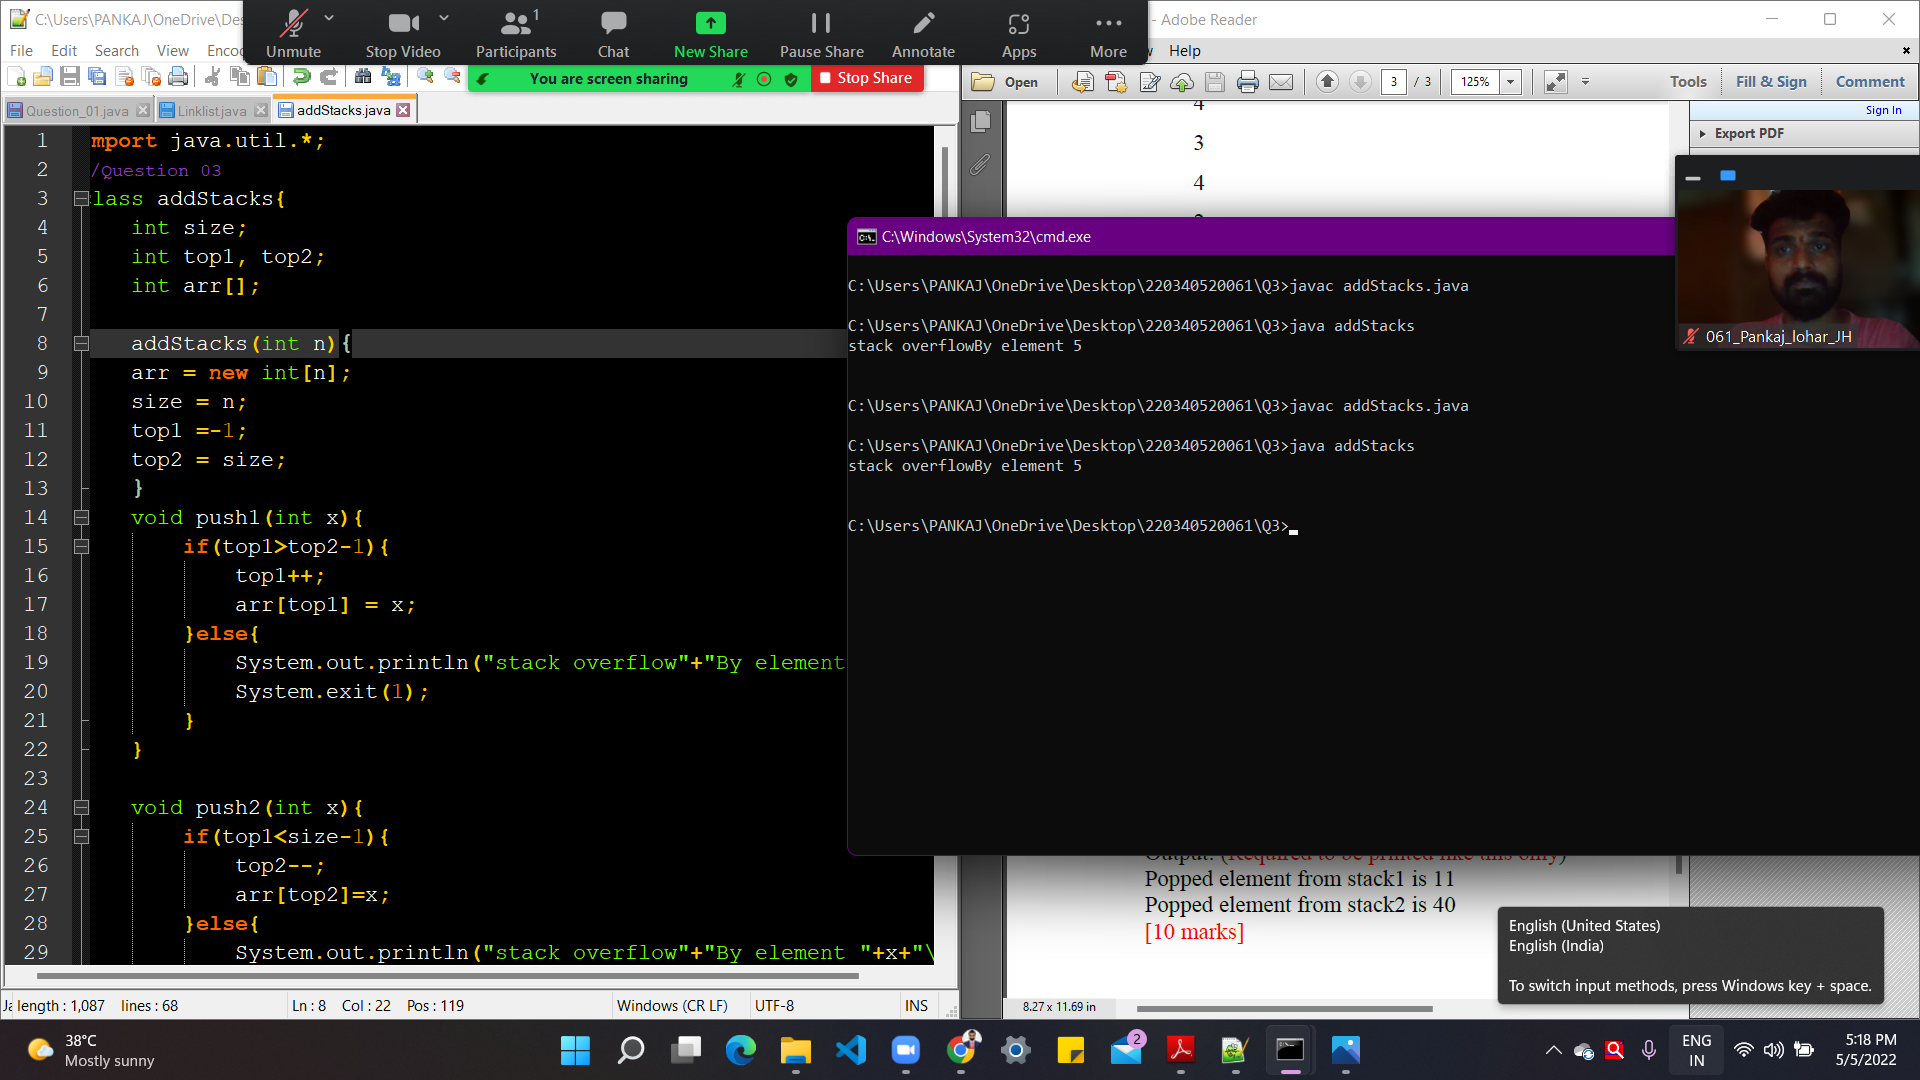 C:\Users\PANKAJ\OneDrive\De
- Adobe Reader
Unmute
Stop Video
1
Participants
Chat
New Share
Pause Share
Annotate
Apps
More
File Edit Search View
Help
You are screen sharing
Stop Share
Open
3 / 3
125%
Tools
Fill & Sign
Comment
Question_01.java
Linklist.java
addStacks.java
Sign In
Export PDF
1 mport java.util.*;
2 /Question 03
3 lass addStacks{
4 int size;
5 int top1, top2;
6 int arr[];
7
8 addStacks(int n){
9 arr = new int[n];
10 size = n;
11 top1 =-1;
12 top2 = size;
13 }
14 void push1(int x){
15 if(top1>top2-1){
16 top1++;
17 arr[top1] = x;
18 }else{
19 System.out.println("stack overflow"+"By element
20 System.exit(1);
21 }
22 }
23
24 void push2(int x){
25 if(top1<size-1){
26 top2--;
27 arr[top2]=x;
28 }else{
29 System.out.println("stack overflow"+"By element "+x+"\
4
3
4
C:\Windows\System32\cmd.exe
C:\Users\PANKAJ\OneDrive\Desktop\220340520061\Q3>javac addStacks.java
C:\Users\PANKAJ\OneDrive\Desktop\220340520061\Q3>java addStacks
stack overflowBy element 5
C:\Users\PANKAJ\OneDrive\Desktop\220340520061\Q3>javac addStacks.java
C:\Users\PANKAJ\OneDrive\Desktop\220340520061\Q3>java addStacks
stack overflowBy element 5
C:\Users\PANKAJ\OneDrive\Desktop\220340520061\Q3>
061_Pankaj_lohar_JH
Output: (Required to be printed like this only)
Popped element from stack1 is 11
Popped element from stack2 is 40
[10 marks]
English (United States)
English (India)
To switch input methods, press Windows key + space.
8.27 x 11.69 in
length : 1,087 lines : 68
Ln : 8 Col : 22 Pos : 119
Windows (CR LF)
UTF-8
INS
38°C
Mostly sunny
2
ENG
IN
5:18 PM
5/5/2022